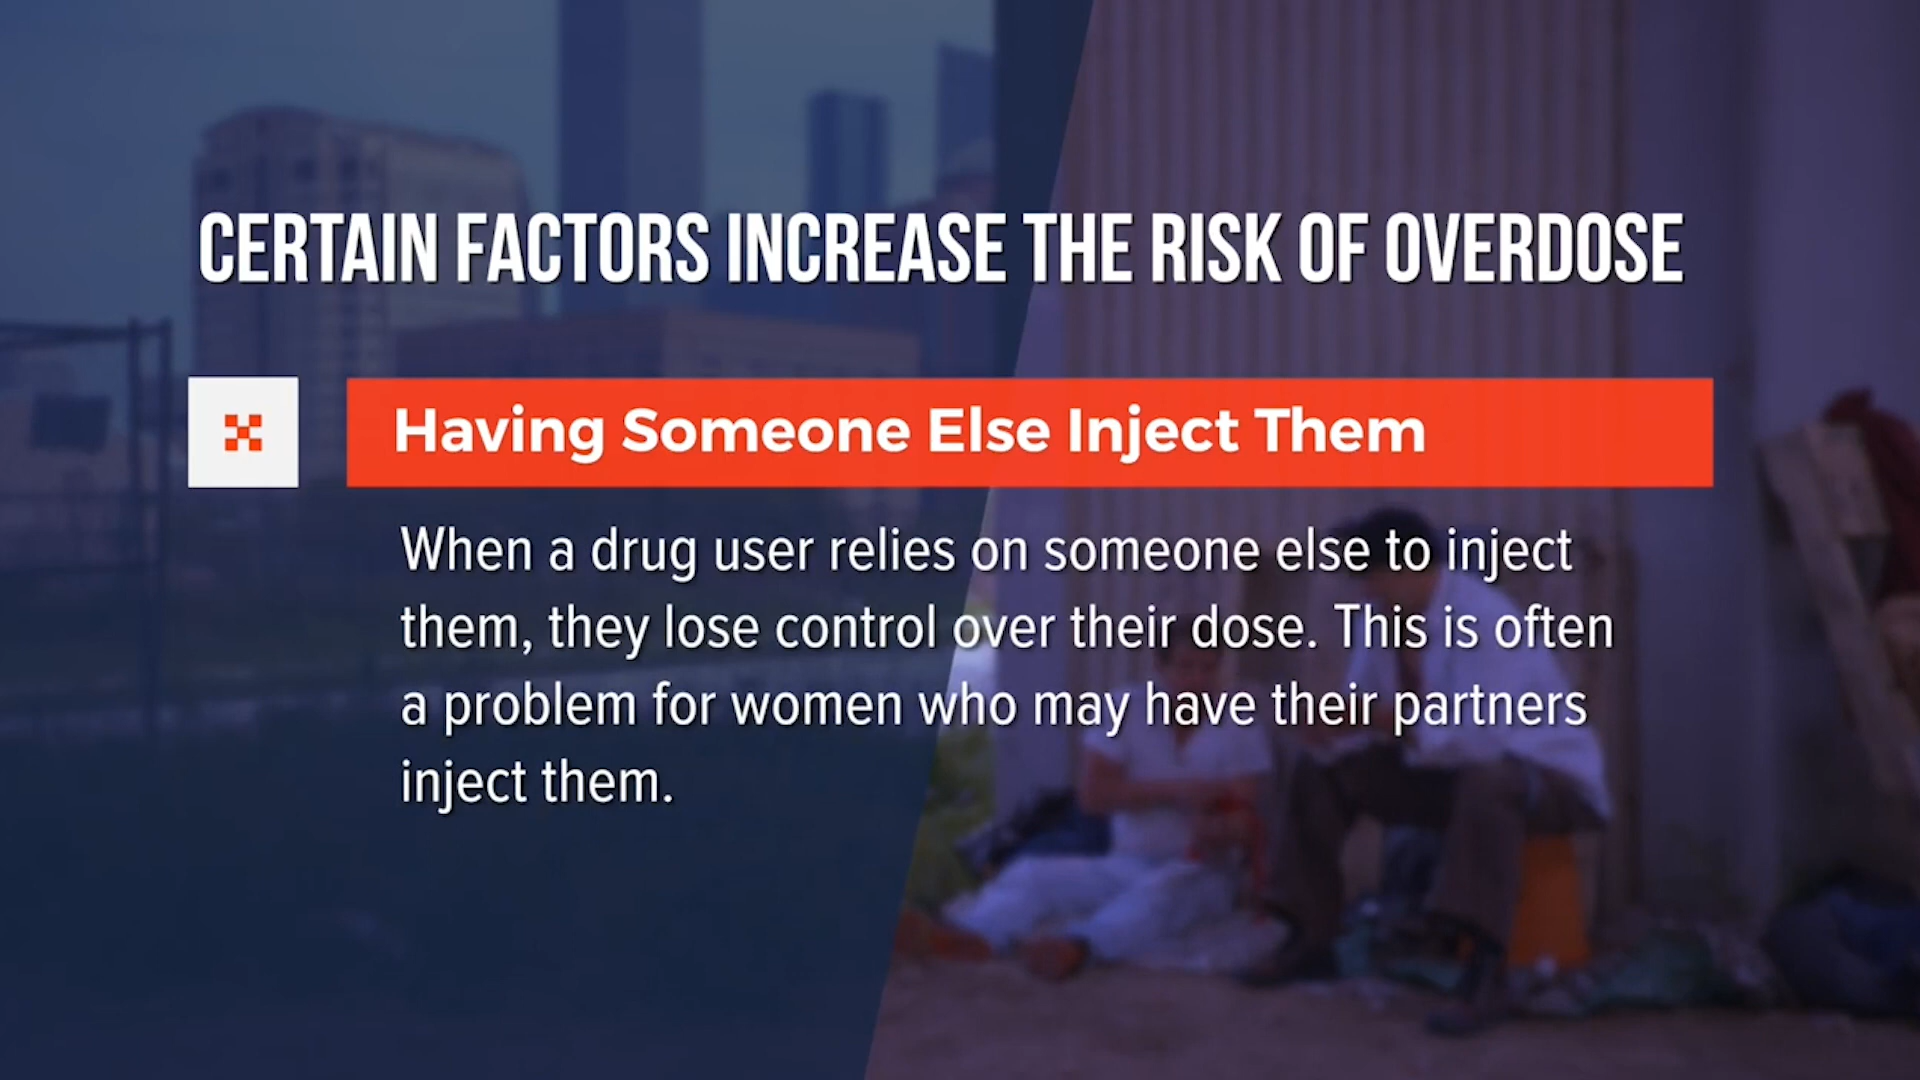 CERTAIN FACTORS INCREASE THE RISK OF OVERDOSE
Having Someone Else Inject Them
When a drug user relies on someone else to inject
them, they lose control over their dose. This is often
a problem for women who may have their partners
inject them.